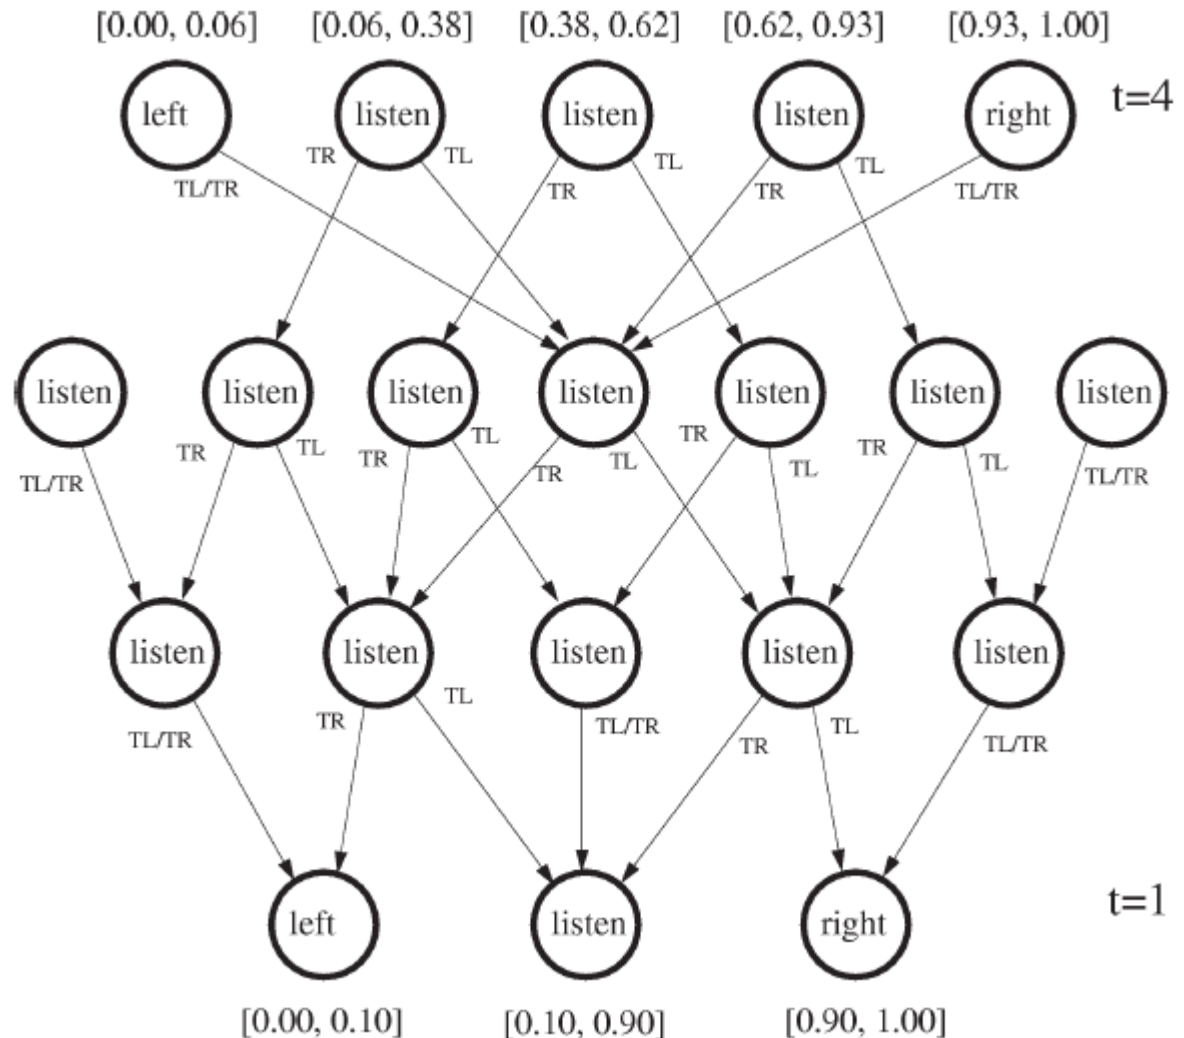 [0.00, 0.06] [0.06, 0.38] [0.38, 0.62] [0.62, 0.93] [0.93, 1.00]
left listen listen listen right t=4
TR TL TL TL
TL/TR TR TR TL/TR
listen listen listen listen listen listen listen
TR TL TR TL TR TL TR TL TR TL
TL/TR TL/TR
listen listen listen listen listen
TL/TR TR TL TL/TR TR TL TL/TR
left listen right t=1
[0.00, 0.10] [0.10, 0.90] [0.90, 1.00]